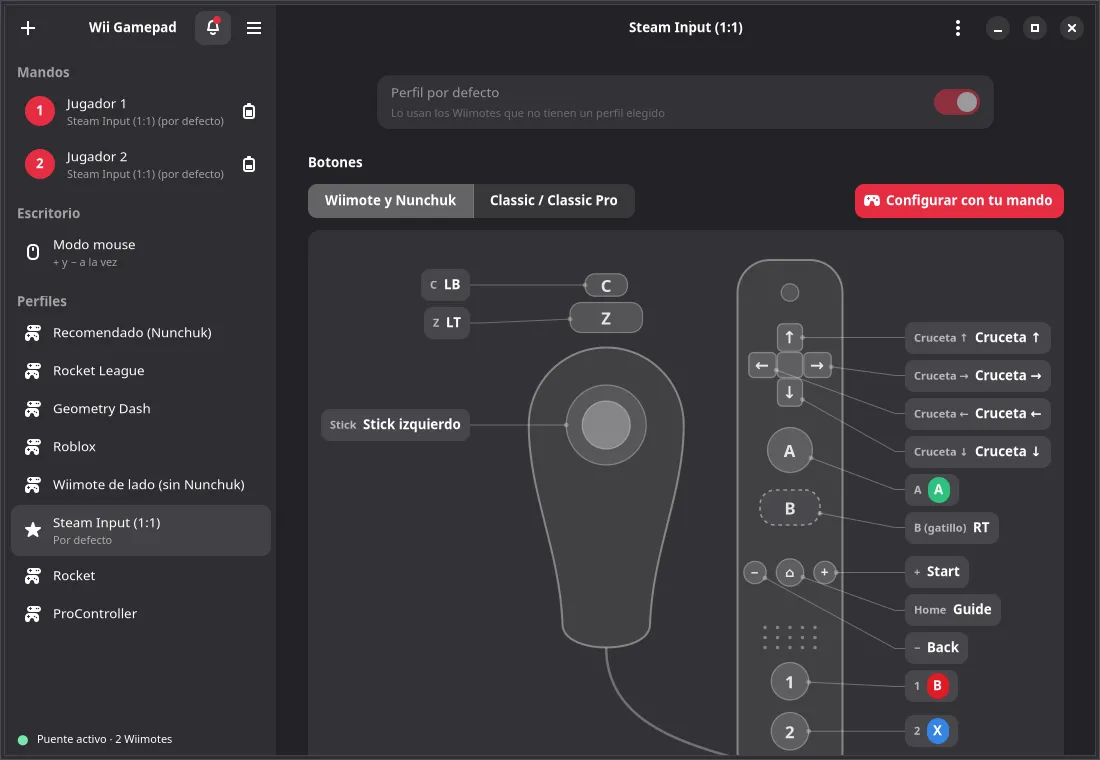 Wii Gamepad
Steam Input (1:1)
Mandos
1
Jugador 1
Steam Input (1:1) (por defecto)
2
Jugador 2
Steam Input (1:1) (por defecto)
Escritorio
Modo mouse
+ y − a la vez
Perfiles
Recomendado (Nunchuk)
Rocket League
Geometry Dash
Roblox
Wiimote de lado (sin Nunchuk)
Steam Input (1:1)
Por defecto
Rocket
ProController
Puente activo · 2 Wiimotes
Perfil por defecto
Lo usan los Wiimotes que no tienen un perfil elegido
Botones
Wiimote y Nunchuk
Classic / Classic Pro
Configurar con tu mando
C LB
C
Z LT
Z
Stick Stick izquierdo
↑
← →
↓
A
B
− ⌂ +
1
2
Cruceta ↑ Cruceta ↑
Cruceta → Cruceta →
Cruceta ← Cruceta ←
Cruceta ↓ Cruceta ↓
A A
B (gatillo) RT
+ Start
Home Guide
− Back
1 B
2 X